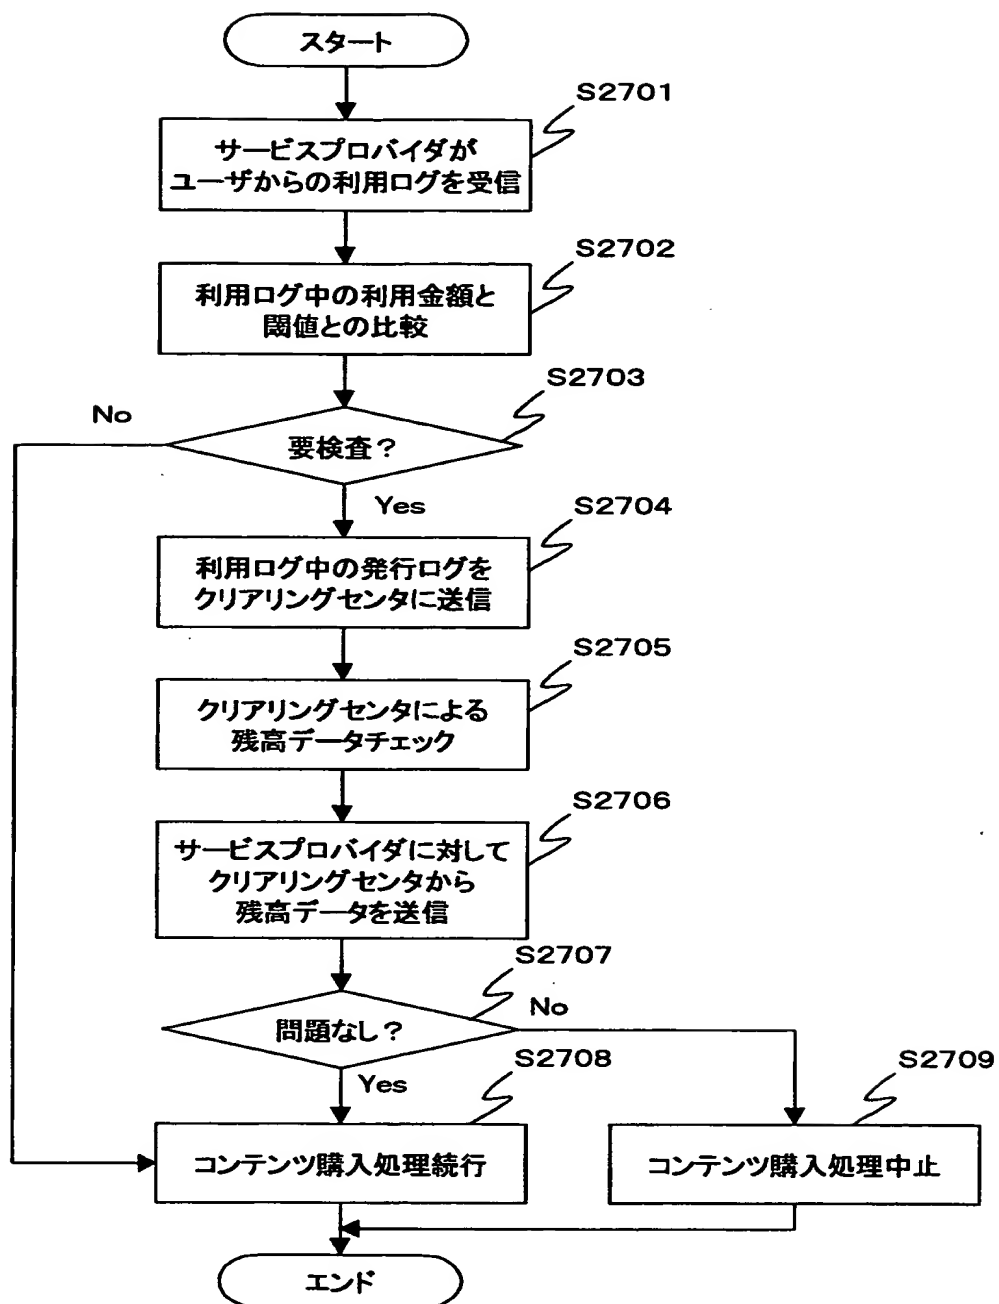 スタート
S2701
サービスプロバイダが
ユーザからの利用ログを受信
S2702
利用ログ中の利用金額と
閾値との比較
S2703
No
要検査？
Yes
S2704
利用ログ中の発行ログを
クリアリングセンタに送信
S2705
クリアリングセンタによる
残高データチェック
S2706
サービスプロバイダに対して
クリアリングセンタから
残高データを送信
S2707
問題なし？
No
Yes
S2708
S2709
コンテンツ購入処理続行
コンテンツ購入処理中止
エンド